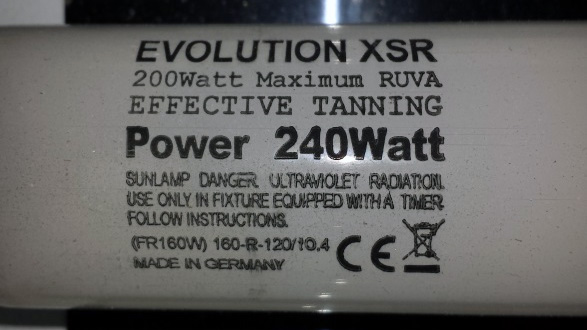 EVOLUTION XSR
200Watt Maximum RUVA
EFFECTIVE TANNING
Power 240Watt
SUNLAMP DANGER. ULTRAVIOLET RADIATION.
USE ONLY IN FIXTURE EQUIPPED WITH A TIMER.
FOLLOW INSTRUCTIONS.
(FR160W) 160-R-120/10.4 CE
MADE IN GERMANY